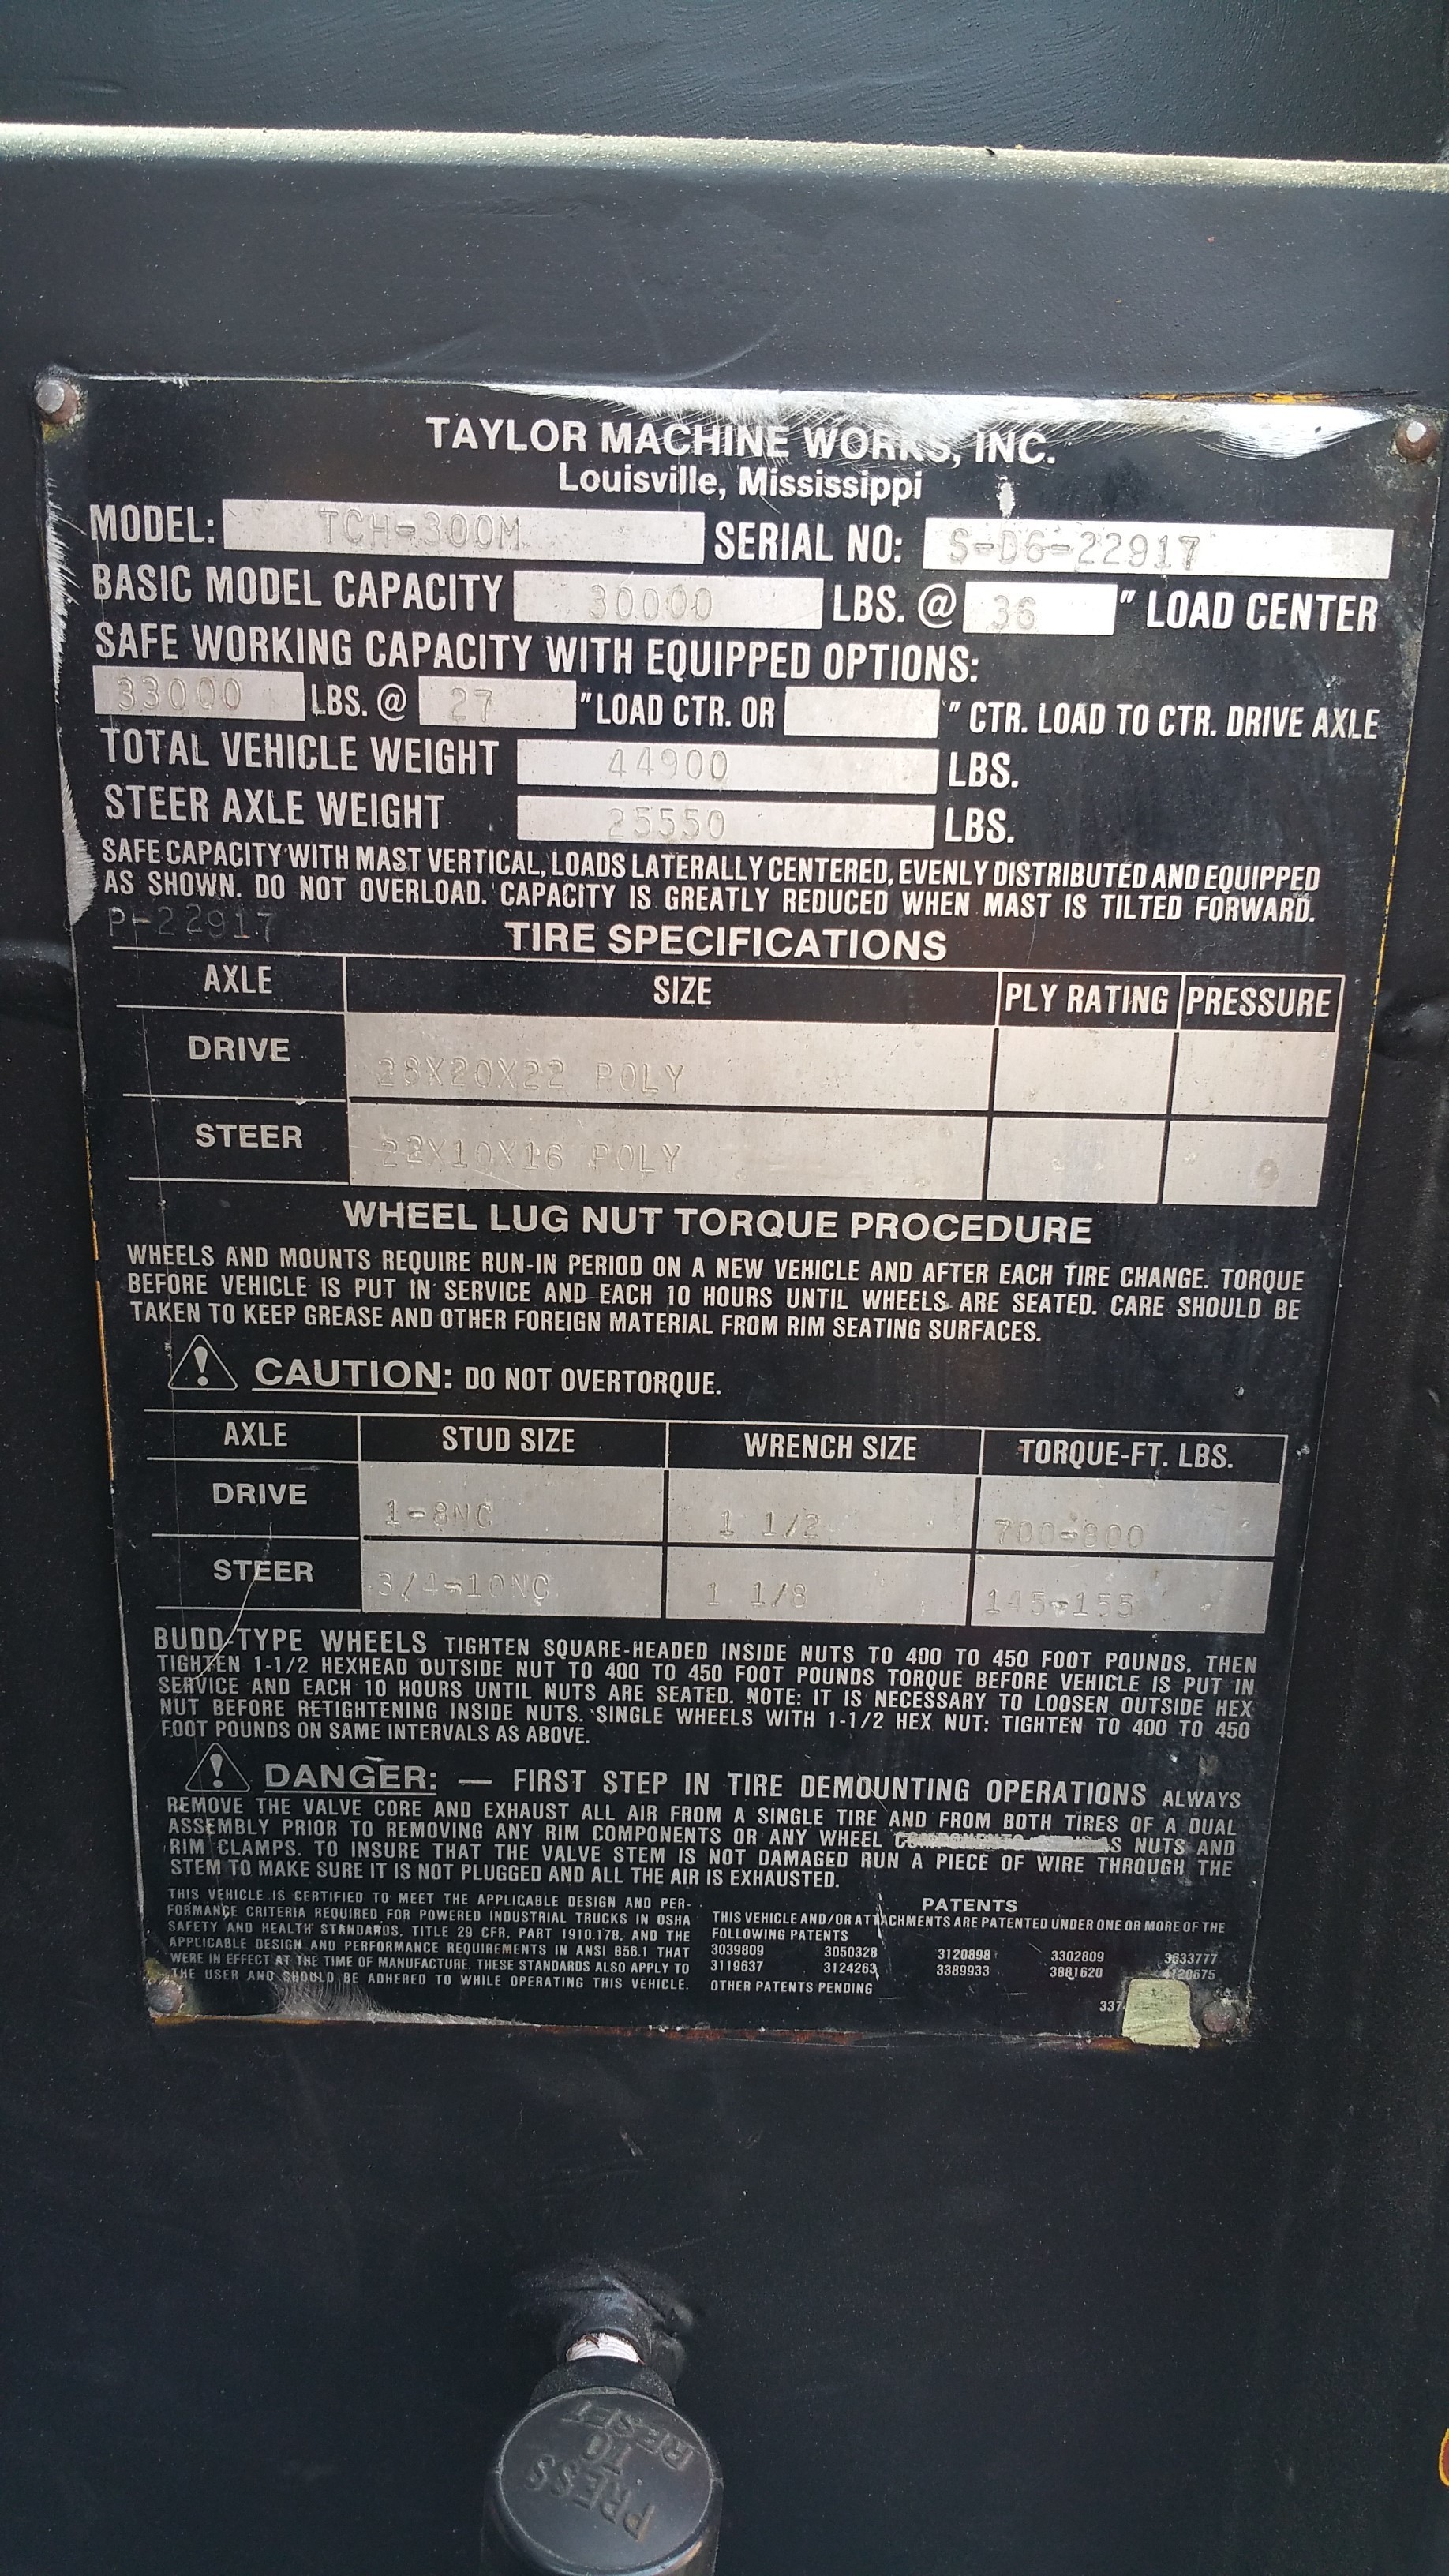 TAYLOR MACHINE WORKS, INC.
Louisville, Mississippi
MODEL: TCH-300M SERIAL NO: S-D6-22917
BASIC MODEL CAPACITY 30000 LBS. @ 36 " LOAD CENTER
SAFE WORKING CAPACITY WITH EQUIPPED OPTIONS:
33000 LBS. @ 27 " LOAD CTR. OR " CTR. LOAD TO CTR. DRIVE AXLE
TOTAL VEHICLE WEIGHT 44900 LBS.
STEER AXLE WEIGHT 25550 LBS.
SAFE CAPACITY WITH MAST VERTICAL, LOADS LATERALLY CENTERED, EVENLY DISTRIBUTED AND EQUIPPED
AS SHOWN. DO NOT OVERLOAD. CAPACITY IS GREATLY REDUCED WHEN MAST IS TILTED FORWARD.
P-22917
TIRE SPECIFICATIONS
AXLE SIZE PLY RATING PRESSURE
DRIVE 28X20X22 POLY
STEER 22X10X16 POLY
WHEEL LUG NUT TORQUE PROCEDURE
WHEELS AND MOUNTS REQUIRE RUN-IN PERIOD ON A NEW VEHICLE AND AFTER EACH TIRE CHANGE. TORQUE
BEFORE VEHICLE IS PUT IN SERVICE AND EACH 10 HOURS UNTIL WHEELS ARE SEATED. CARE SHOULD BE
TAKEN TO KEEP GREASE AND OTHER FOREIGN MATERIAL FROM RIM SEATING SURFACES.
CAUTION: DO NOT OVERTORQUE.
AXLE STUD SIZE WRENCH SIZE TORQUE-FT. LBS.
DRIVE 1-8NC 1 1/2 700-800
STEER 3/4-10NC 1 1/8 145-155
BUDD-TYPE WHEELS TIGHTEN SQUARE-HEADED INSIDE NUTS TO 400 TO 450 FOOT POUNDS, THEN
TIGHTEN 1-1/2 HEXHEAD OUTSIDE NUT TO 400 TO 450 FOOT POUNDS TORQUE BEFORE VEHICLE IS PUT IN
SERVICE AND EACH 10 HOURS UNTIL NUTS ARE SEATED. NOTE: IT IS NECESSARY TO LOOSEN OUTSIDE HEX
NUT BEFORE RETIGHTENING INSIDE NUTS. SINGLE WHEELS WITH 1-1/2 HEX NUT: TIGHTEN TO 400 TO 450
FOOT POUNDS ON SAME INTERVALS AS ABOVE.
DANGER: — FIRST STEP IN TIRE DEMOUNTING OPERATIONS ALWAYS
REMOVE THE VALVE CORE AND EXHAUST ALL AIR FROM A SINGLE TIRE AND FROM BOTH TIRES OF A DUAL
ASSEMBLY PRIOR TO REMOVING ANY RIM COMPONENTS OR ANY WHEEL COMPONENTS AS NUTS AND
RIM CLAMPS. TO INSURE THAT THE VALVE STEM IS NOT DAMAGED RUN A PIECE OF WIRE THROUGH THE
STEM TO MAKE SURE IT IS NOT PLUGGED AND ALL THE AIR IS EXHAUSTED.
THIS VEHICLE IS CERTIFIED TO MEET THE APPLICABLE DESIGN AND PER-
FORMANCE CRITERIA REQUIRED FOR POWERED INDUSTRIAL TRUCKS IN OSHA
SAFETY AND HEALTH STANDARDS, TITLE 29 CFR, PART 1910.178, AND THE
APPLICABLE DESIGN AND PERFORMANCE REQUIREMENTS IN ANSI B56.1 THAT
WERE IN EFFECT AT THE TIME OF MANUFACTURE. THESE STANDARDS ALSO APPLY TO
THE USER AND SHOULD BE ADHERED TO WHILE OPERATING THIS VEHICLE.
PATENTS
THIS VEHICLE AND/OR ATTACHMENTS ARE PATENTED UNDER ONE OR MORE OF THE
FOLLOWING PATENTS
3039809 3050328 3120898 3302809 3633777
3119637 3124263 3389933 3881620 4120675
OTHER PATENTS PENDING
337
PRESS
TO
RESET